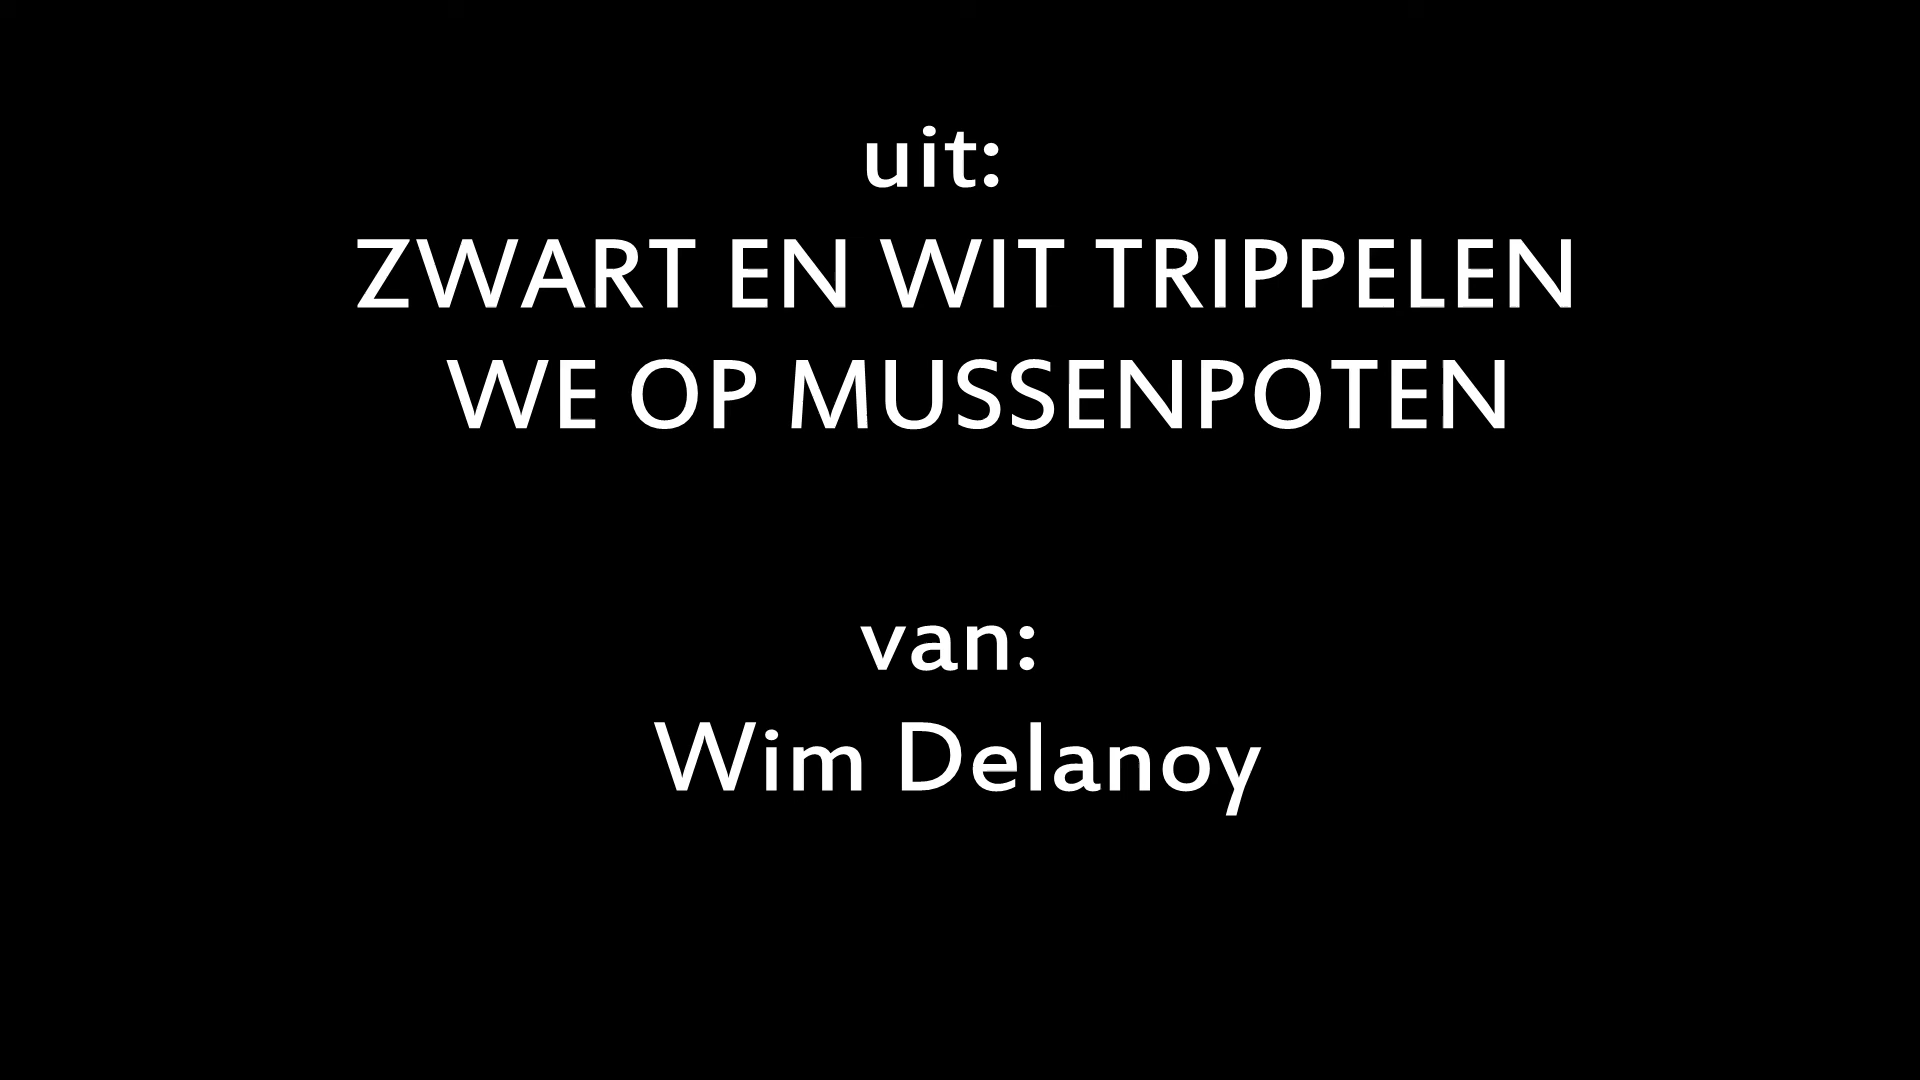 uit:
ZWART EN WIT TRIPPELEN
WE OP MUSSENPOTEN
van:
Wim Delanoy